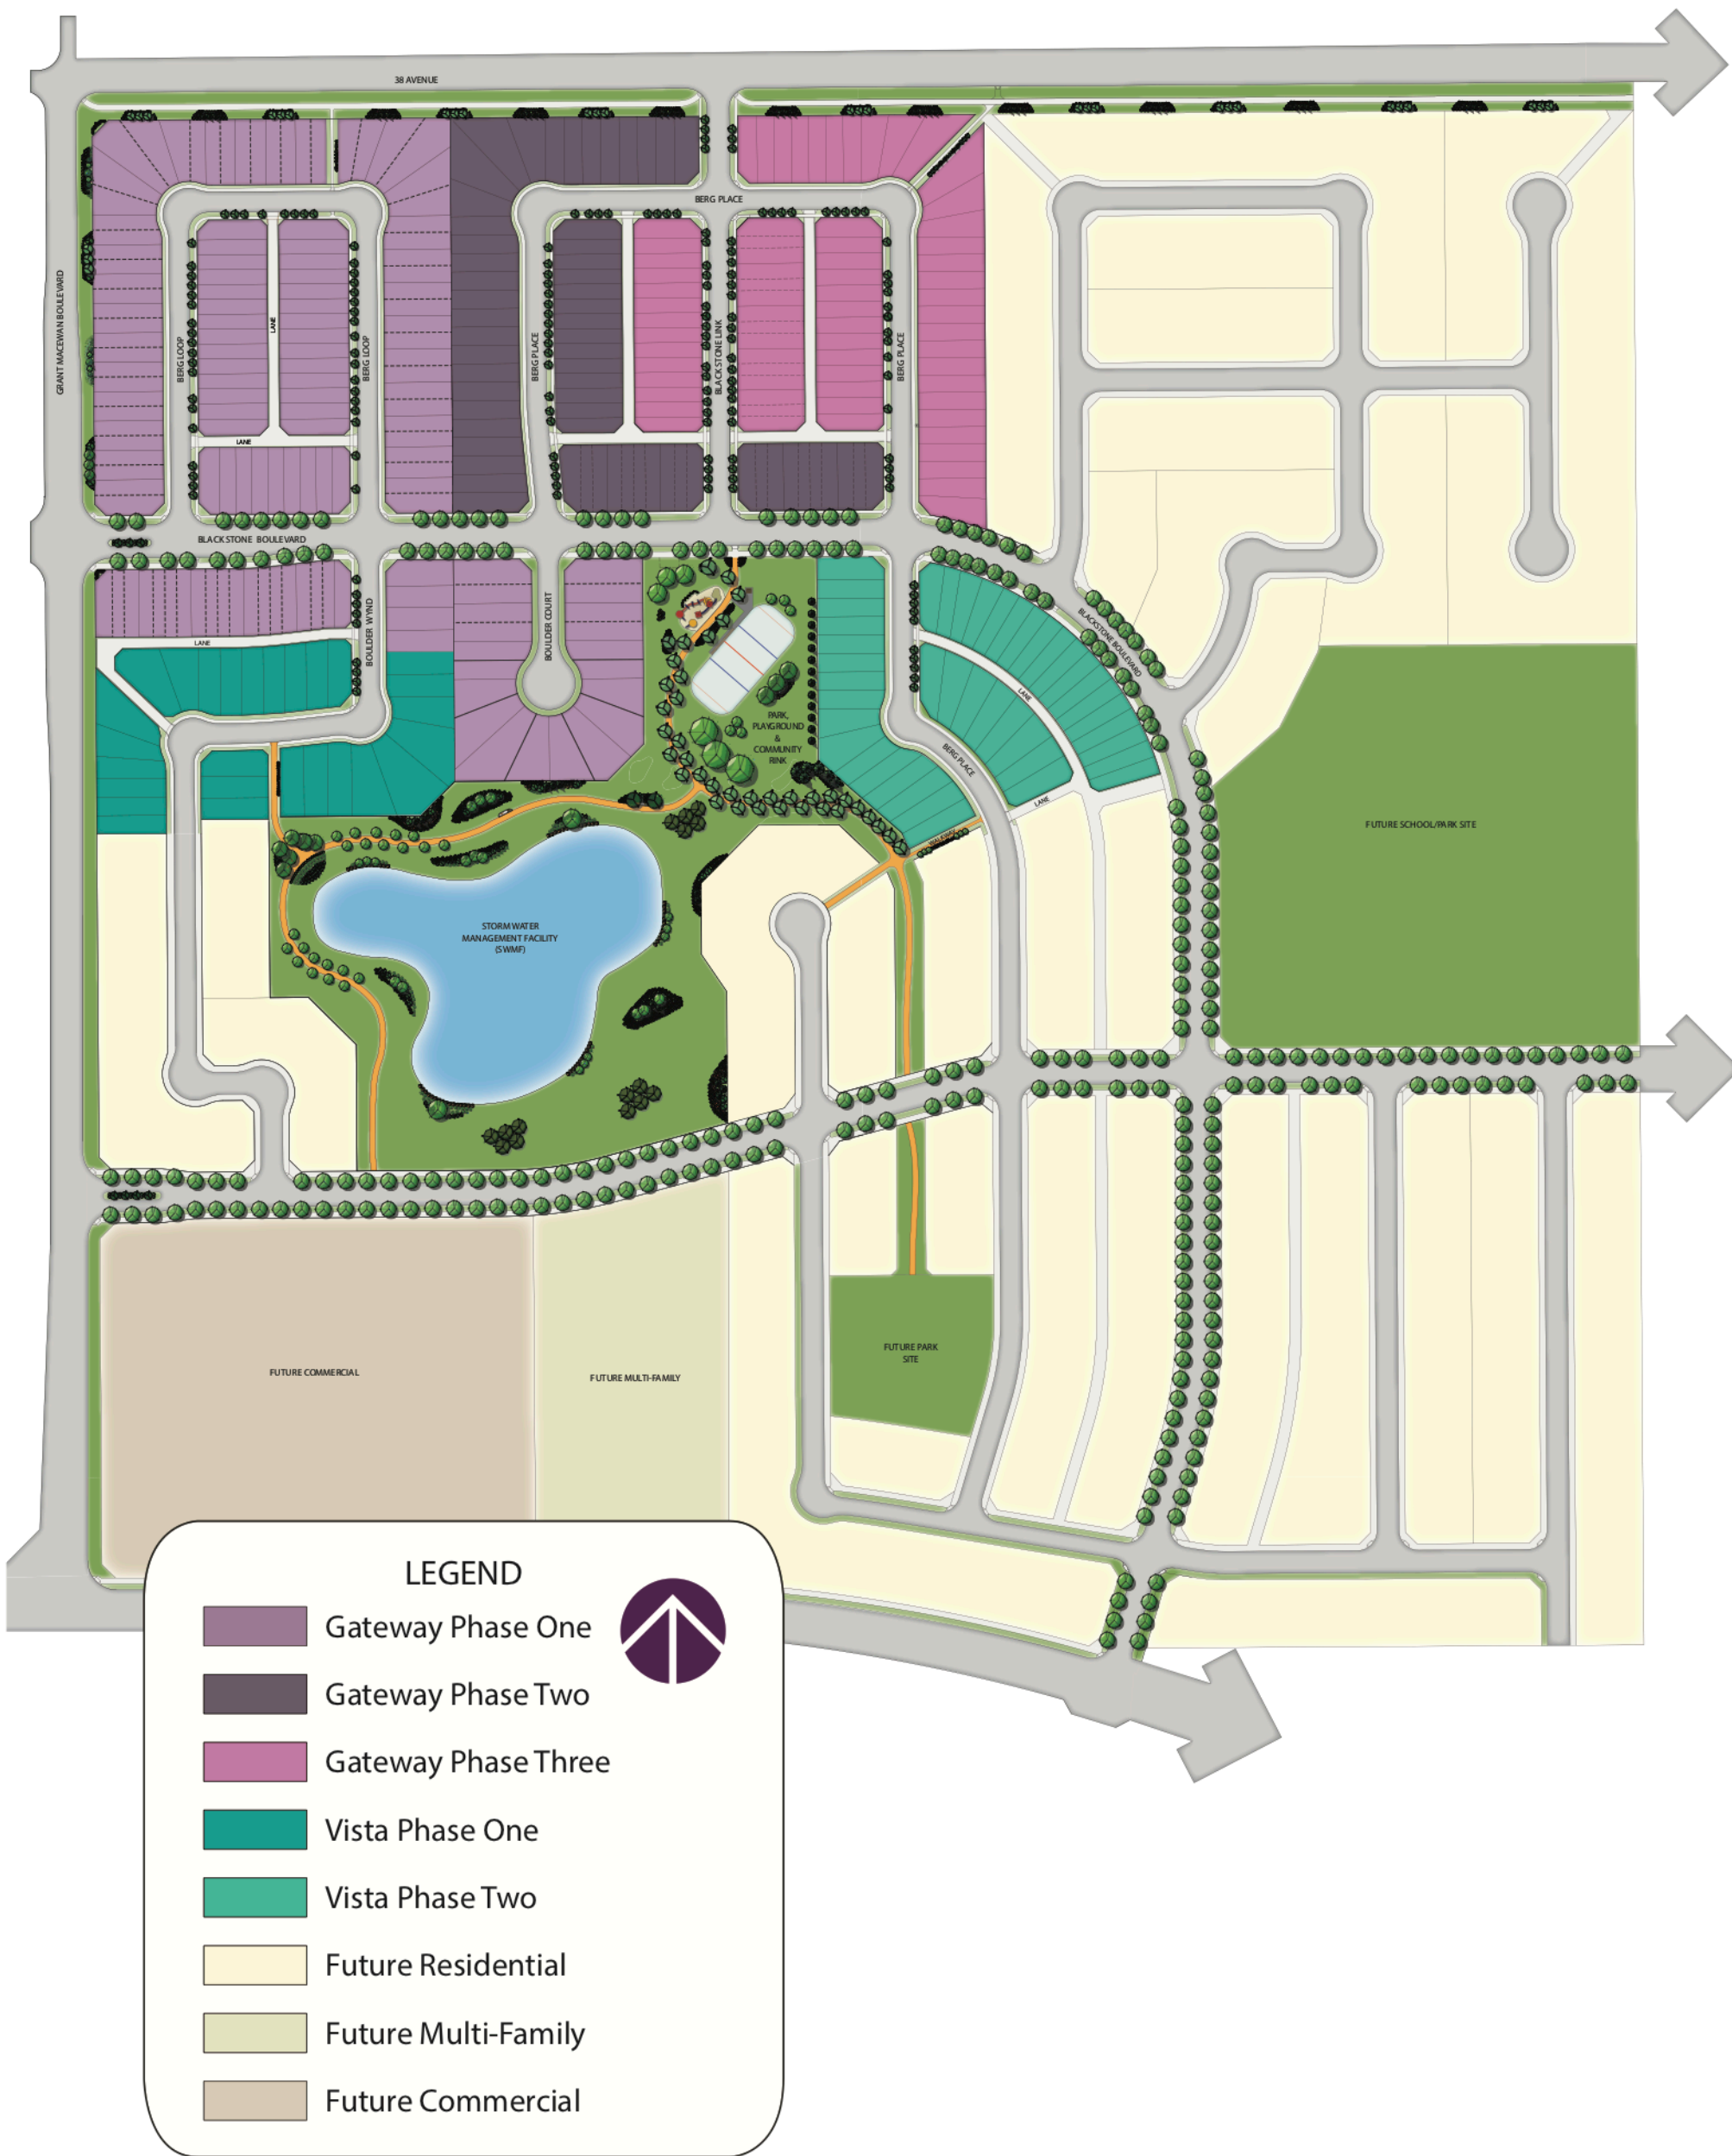 38 AVENUE
BERG PLACE
GRANT MACEWAN BOULEVARD
BERG LOOP
LANE
BERG LOOP
BERG PLACE
BLACKSTONE LINK
BERG PLACE
LANE
BLACKSTONE BOULEVARD
LANE
BOULDER WYND
BOULDER COURT
BLACKSTONE BOULEVARD
LANE
PARK,
PLAYGROUND
&
COMMUNITY
RINK
BERG PLACE
LANE
WALKWAY
FUTURE SCHOOL/PARK SITE
STORM WATER
MANAGEMENT FACILITY
(SWMF)
FUTURE PARK
SITE
FUTURE COMMERCIAL
FUTURE MULTI-FAMILY
LEGEND
Gateway Phase One
Gateway Phase Two
Gateway Phase Three
Vista Phase One
Vista Phase Two
Future Residential
Future Multi-Family
Future Commercial